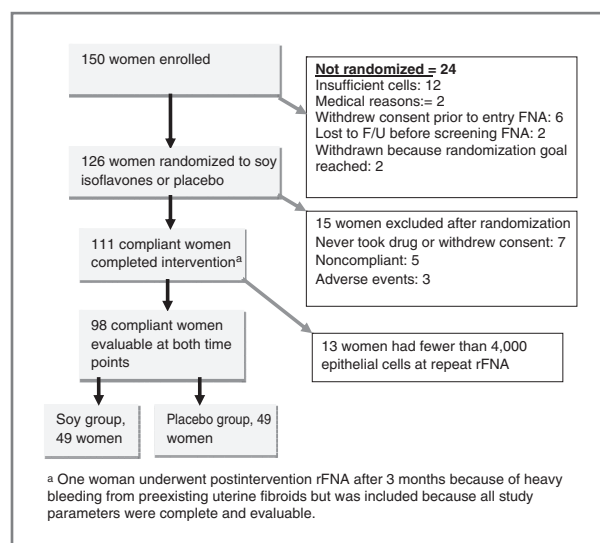 150 women enrolled
Not randomized = 24
Insufficient cells: 12
Medical reasons:= 2
Withdrew consent prior to entry FNA: 6
Lost to F/U before screening FNA: 2
Withdrawn because randomization goal
reached: 2
126 women randomized to soy
isoflavones or placebo
15 women excluded after randomization
Never took drug or withdrew consent: 7
Noncompliant: 5
Adverse events: 3
111 compliant women
completed interventionᵃ
98 compliant women
evaluable at both time
points
13 women had fewer than 4,000
epithelial cells at repeat rFNA
Soy group,
49 women
Placebo group, 49
women
ᵃ One woman underwent postintervention rFNA after 3 months because of heavy
bleeding from preexisting uterine fibroids but was included because all study
parameters were complete and evaluable.